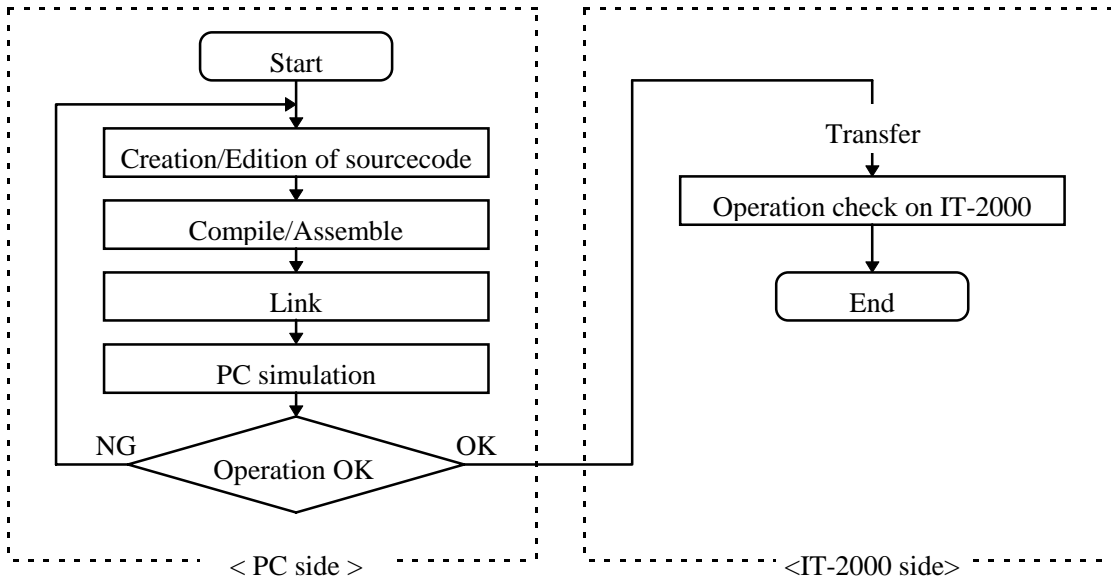 Start
Creation/Edition of sourcecode
Compile/Assemble
Link
PC simulation
NG
Operation OK
OK
< PC side >
Transfer
Operation check on IT-2000
End
<IT-2000 side>